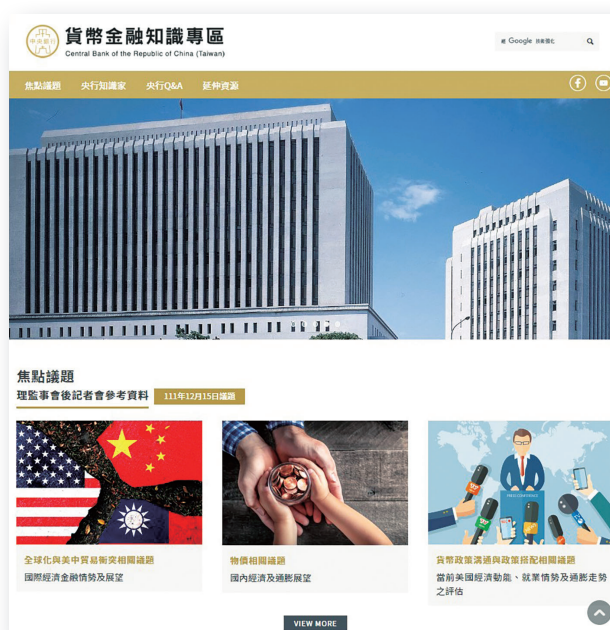 中央銀行
貨幣金融知識專區
Central Bank of the Republic of China (Taiwan)
Google
焦點議題 央行知識家 央行Q&A 延伸資源
焦點議題
理監事會後記者會參考資料 111年12月15日議題
PRESS CONFERENCE
全球化與美中貿易衝突相關議題
國際經濟金融情勢及展望
物價相關議題
國內經濟及通膨展望
貨幣政策溝通與政策搭配相關議題
當前美國經濟動能、就業情勢及通膨走勢
之評估
VIEW MORE